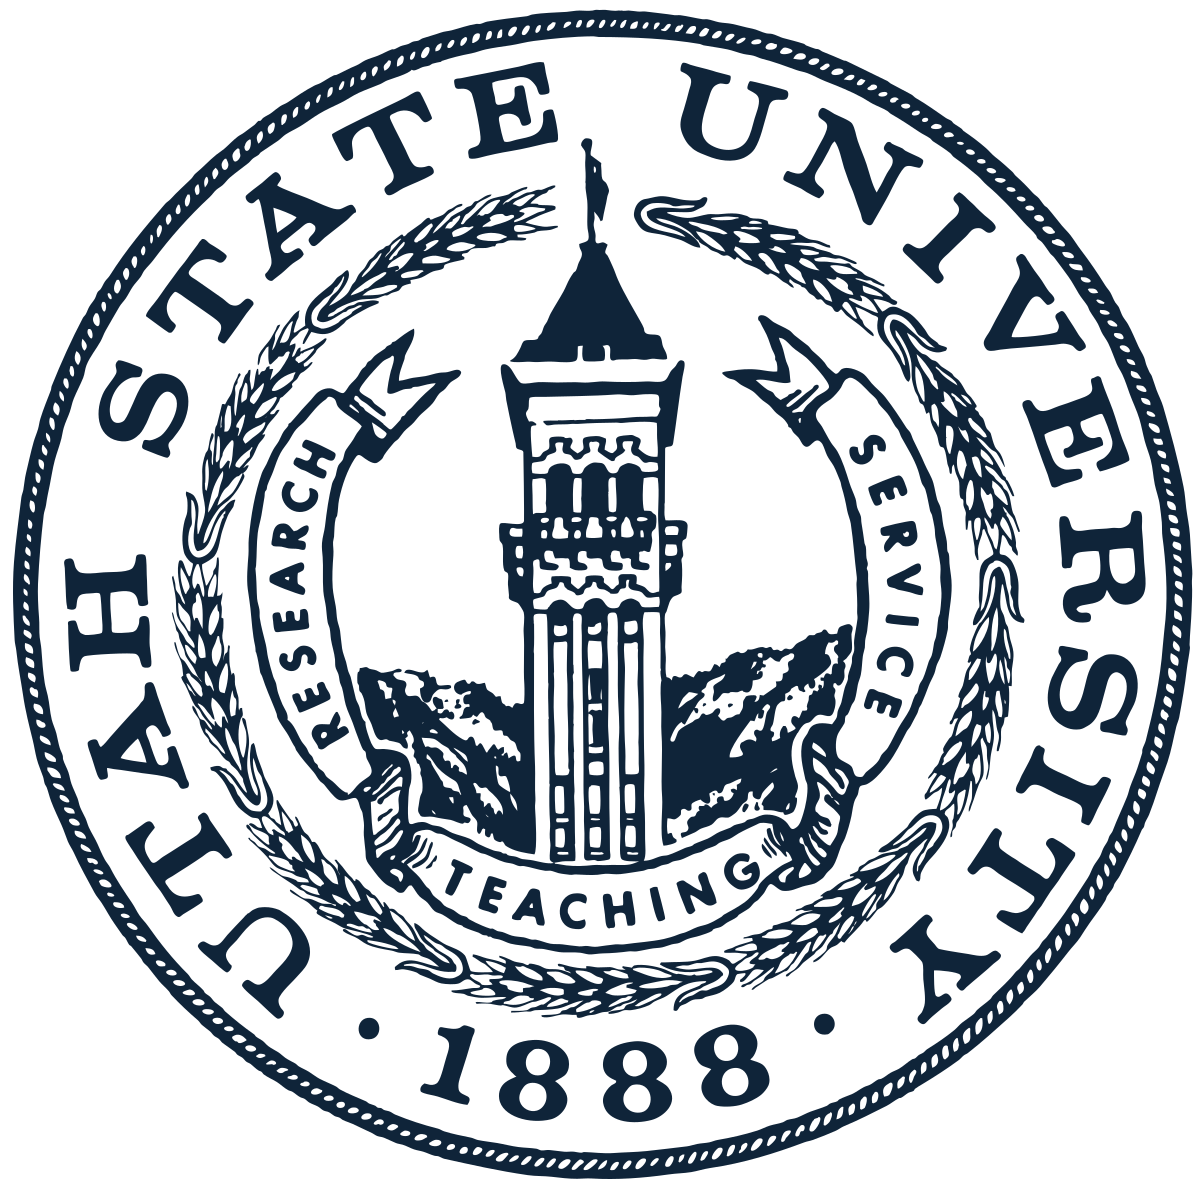 UTAH STATE UNIVERSITY
· 1888 ·
RESEARCH
TEACHING
SERVICE